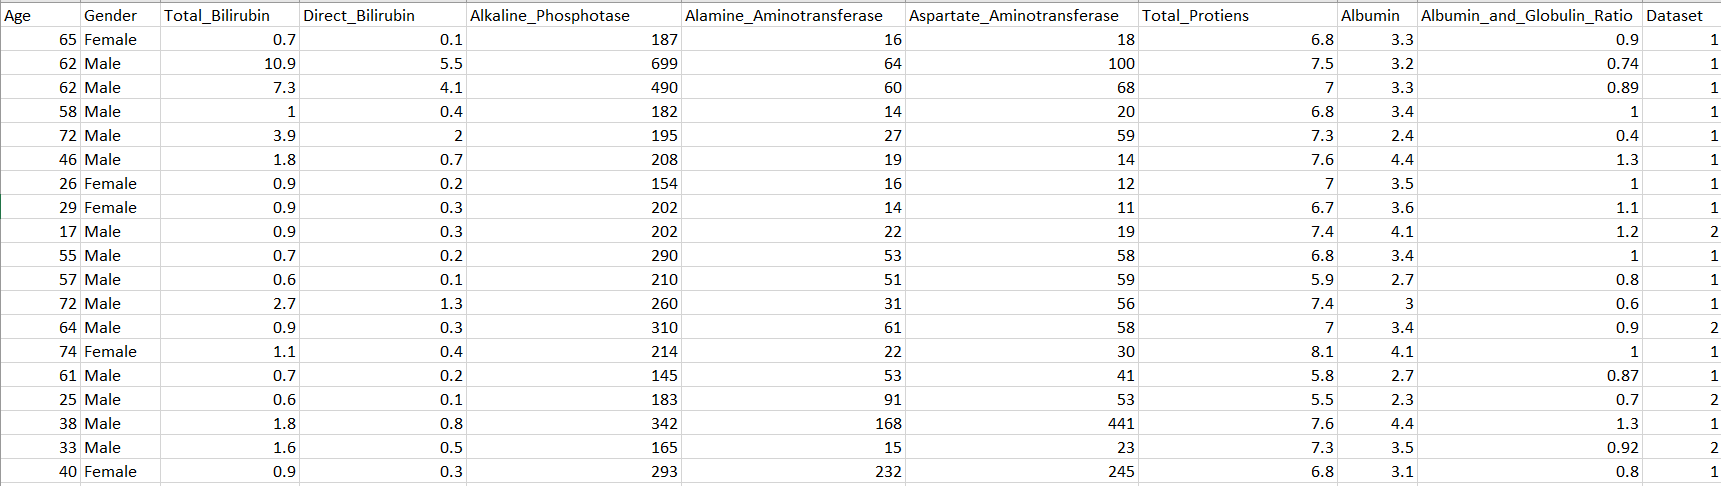 Age Gender Total_Bilirubin Direct_Bilirubin Alkaline_Phosphotase Alamine_Aminotransferase Aspartate_Aminotransferase Total_Protiens Albumin Albumin_and_Globulin_Ratio Dataset
65 Female 0.7 0.1 187 16 18 6.8 3.3 0.9 1
62 Male 10.9 5.5 699 64 100 7.5 3.2 0.74 1
62 Male 7.3 4.1 490 60 68 7 3.3 0.89 1
58 Male 1 0.4 182 14 20 6.8 3.4 1 1
72 Male 3.9 2 195 27 59 7.3 2.4 0.4 1
46 Male 1.8 0.7 208 19 14 7.6 4.4 1.3 1
26 Female 0.9 0.2 154 16 12 7 3.5 1 1
29 Female 0.9 0.3 202 14 11 6.7 3.6 1.1 1
17 Male 0.9 0.3 202 22 19 7.4 4.1 1.2 2
55 Male 0.7 0.2 290 53 58 6.8 3.4 1 1
57 Male 0.6 0.1 210 51 59 5.9 2.7 0.8 1
72 Male 2.7 1.3 260 31 56 7.4 3 0.6 1
64 Male 0.9 0.3 310 61 58 7 3.4 0.9 2
74 Female 1.1 0.4 214 22 30 8.1 4.1 1 1
61 Male 0.7 0.2 145 53 41 5.8 2.7 0.87 1
25 Male 0.6 0.1 183 91 53 5.5 2.3 0.7 2
38 Male 1.8 0.8 342 168 441 7.6 4.4 1.3 1
33 Male 1.6 0.5 165 15 23 7.3 3.5 0.92 2
40 Female 0.9 0.3 293 232 245 6.8 3.1 0.8 1